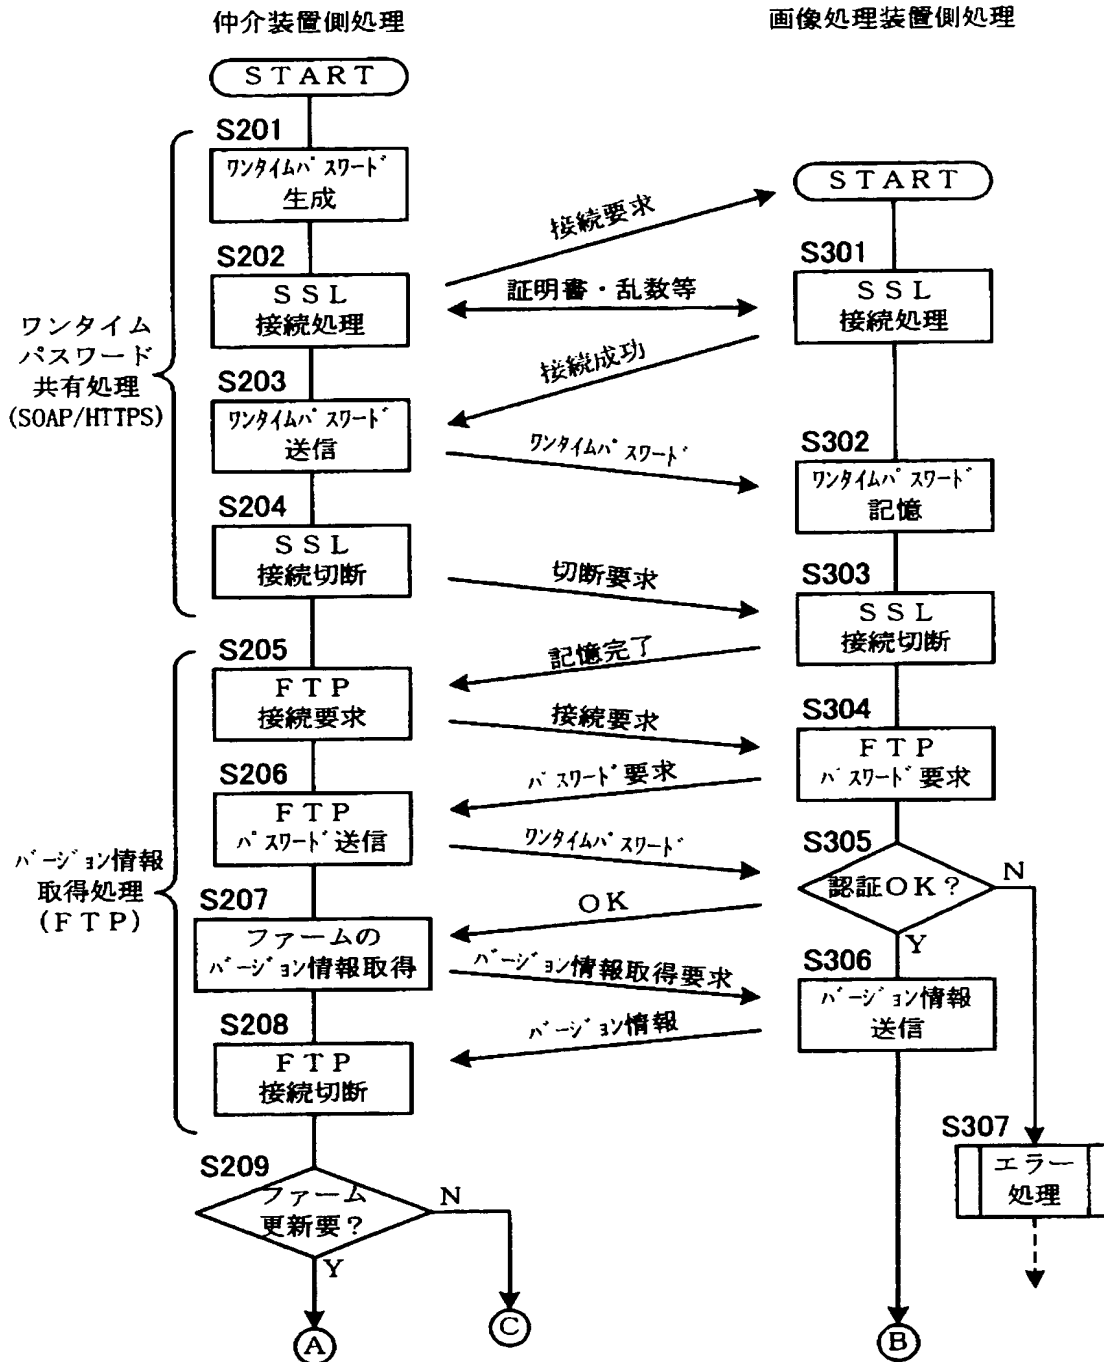 仲介装置側処理
画像処理装置側処理
START
S201
ワンタイムパスワード
生成
START
接続要求
S202
SSL
接続処理
証明書・乱数等
S301
SSL
接続処理
ワンタイム
パスワード
共有処理
(SOAP/HTTPS)
接続成功
S203
ワンタイムパスワード
送信
ワンタイムパスワード
S302
ワンタイムパスワード
記憶
S204
SSL
接続切断
切断要求
S303
SSL
接続切断
記憶完了
S205
FTP
接続要求
接続要求
S304
FTP
パスワード要求
パスワード要求
S206
FTP
パスワード送信
ワンタイムパスワード
S305
認証OK?
N
Y
OK
バージョン情報
取得処理
(FTP)
S207
ファームの
バージョン情報取得
バージョン情報取得要求
S306
バージョン情報
送信
バージョン情報
S208
FTP
接続切断
S307
エラー
処理
S209
ファーム
更新要?
N
Y
A
C
B